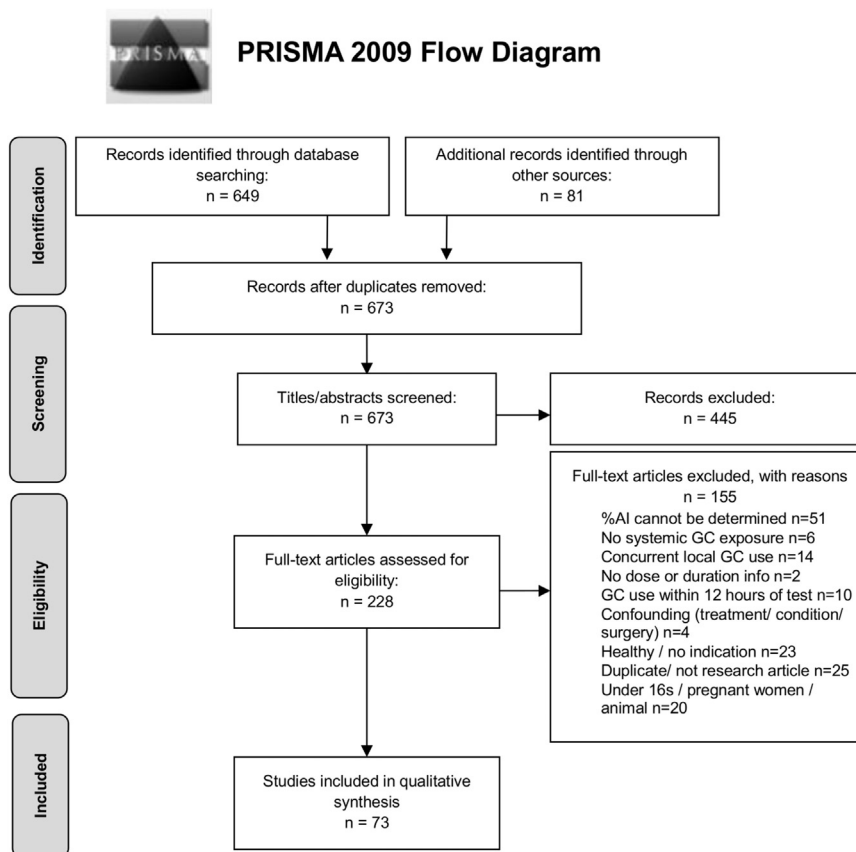 PRISMA
PRISMA 2009 Flow Diagram
Identification
Records identified through database
searching:
n = 649
Additional records identified through
other sources:
n = 81
Records after duplicates removed:
n = 673
Screening
Titles/abstracts screened:
n = 673
Records excluded:
n = 445
Eligibility
Full-text articles assessed for
eligibility:
n = 228
Full-text articles excluded, with reasons
n = 155
%AI cannot be determined n=51
No systemic GC exposure n=6
Concurrent local GC use n=14
No dose or duration info n=2
GC use within 12 hours of test n=10
Confounding (treatment/ condition/
surgery) n=4
Healthy / no indication n=23
Duplicate/ not research article n=25
Under 16s / pregnant women /
animal n=20
Included
Studies included in qualitative
synthesis
n = 73